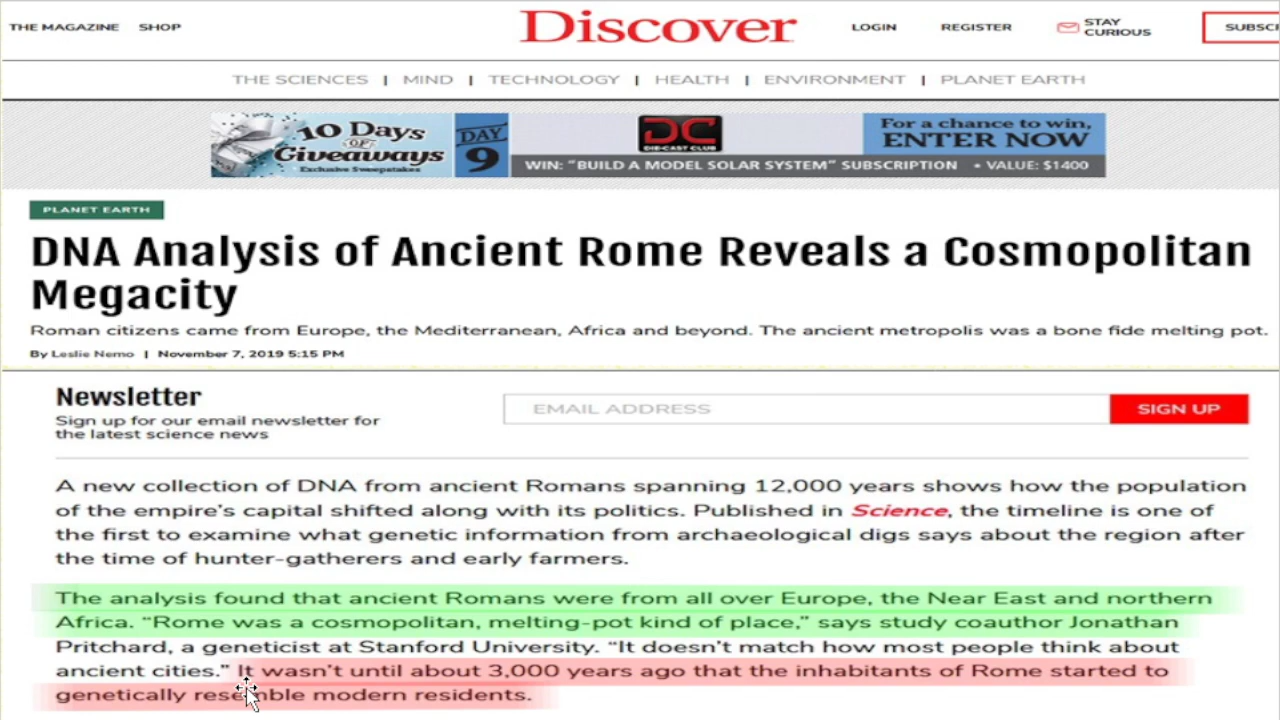 THE MAGAZINE SHOP
Discover
LOGIN REGISTER STAY CURIOUS SUBSCI
THE SCIENCES | MIND | TECHNOLOGY | HEALTH | ENVIRONMENT | PLANET EARTH
10 Days
OF
Giveaways
Exclusive Sweepstakes
DAY
9
DC
DIE-CAST CLUB
For a chance to win,
ENTER NOW
WIN: “BUILD A MODEL SOLAR SYSTEM” SUBSCRIPTION • VALUE: $1400
PLANET EARTH
DNA Analysis of Ancient Rome Reveals a Cosmopolitan
Megacity
Roman citizens came from Europe, the Mediterranean, Africa and beyond. The ancient metropolis was a bone fide melting pot.
By Leslie Nemo | November 7, 2019 5:15 PM
Newsletter
Sign up for our email newsletter for
the latest science news
EMAIL ADDRESS
SIGN UP
A new collection of DNA from ancient Romans spanning 12,000 years shows how the population
of the empire’s capital shifted along with its politics. Published in Science, the timeline is one of
the first to examine what genetic information from archaeological digs says about the region after
the time of hunter-gatherers and early farmers.
The analysis found that ancient Romans were from all over Europe, the Near East and northern
Africa. “Rome was a cosmopolitan, melting-pot kind of place,” says study coauthor Jonathan
Pritchard, a geneticist at Stanford University. “It doesn’t match how most people think about
ancient cities.” It wasn’t until about 3,000 years ago that the inhabitants of Rome started to
genetically resemble modern residents.